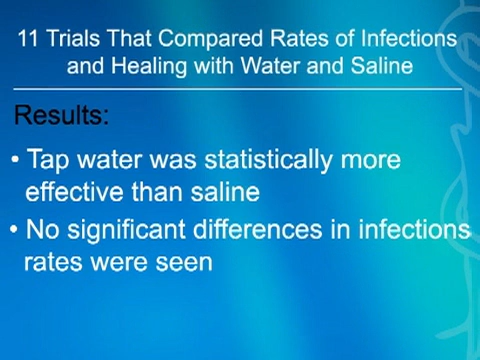 11 Trials That Compared Rates of Infections
and Healing with Water and Saline
Results:
• Tap water was statistically more
effective than saline
• No significant differences in infections
rates were seen